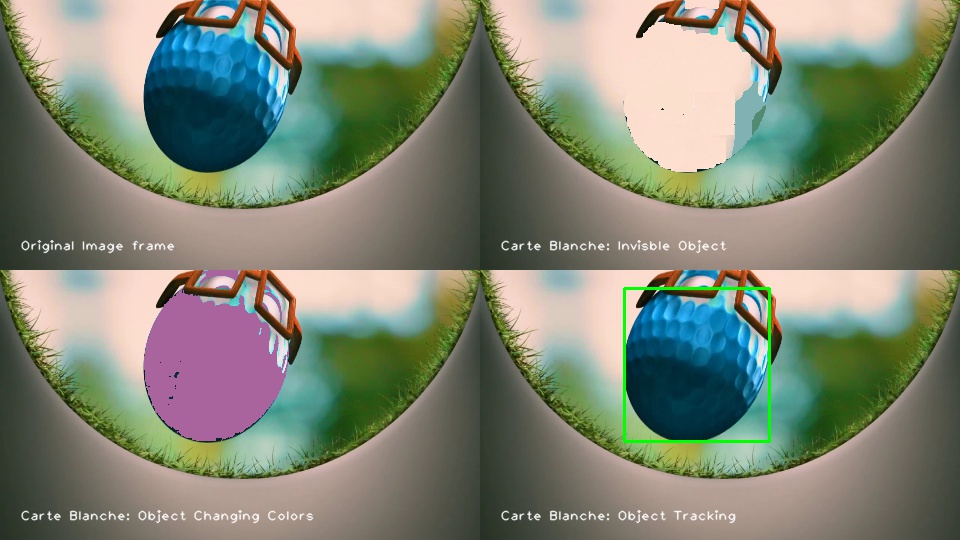 Original Image frame
Carte Blanche: Invisble Object
Carte Blanche: Object Changing Colors
Carte Blanche: Object Tracking